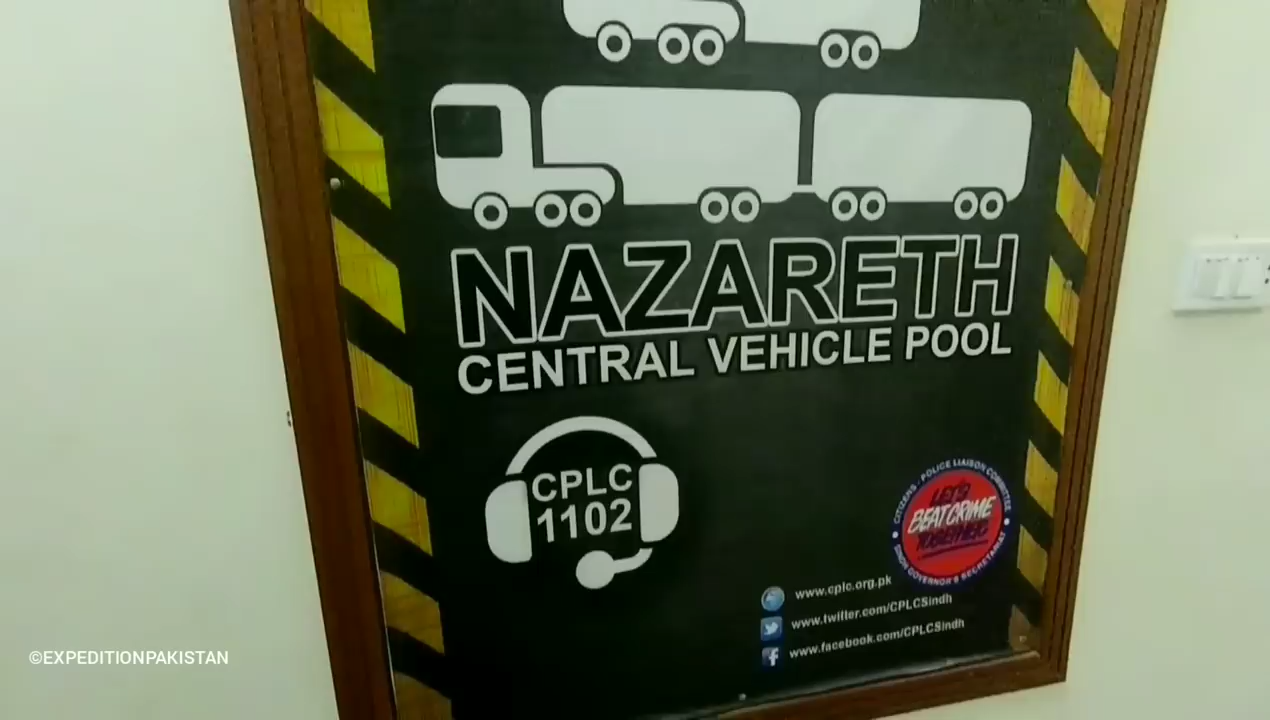 NAZARETH
CENTRAL VEHICLE POOL
CPLC
1102
CITIZENS - POLICE LIAISON COMMITTEE
LET'S
BEAT CRIME
TOGETHER
SINDH GOVERNOR'S SECRETARIAT
www.cplc.org.pk
www.twitter.com/CPLCSindh
www.facebook.com/CPLCSindh
©EXPEDITIONPAKISTAN